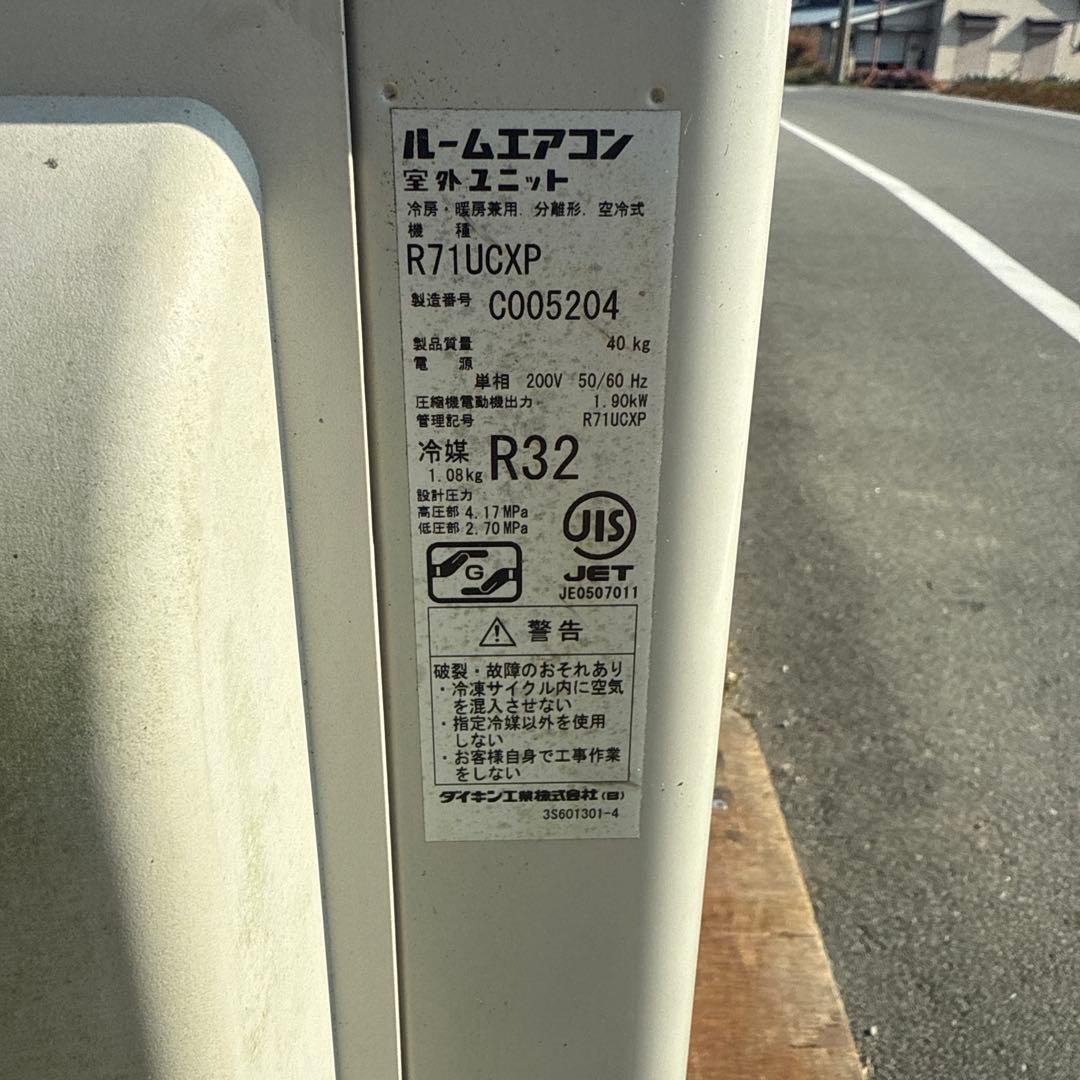 ルームエアコン
室外ユニット
冷房・暖房兼用. 分離形. 空冷式
機 種
R71UCXP
製造番号 C005204
製品質量 40 kg
電 源
単相 200V 50/60 Hz
圧縮機電動機出力 1.90kW
管理記号 R71UCXP
冷媒 R32
1.08kg
設計圧力
高圧部 4.17 MPa
低圧部 2.70 MPa
JIS
G
JET
JE0507011
警告
破裂・故障のおそれあり
・冷凍サイクル内に空気
を混入させない
・指定冷媒以外を使用
しない
・お客様自身で工事作業
をしない
ダイキン工業株式会社(日)
3S601301-4